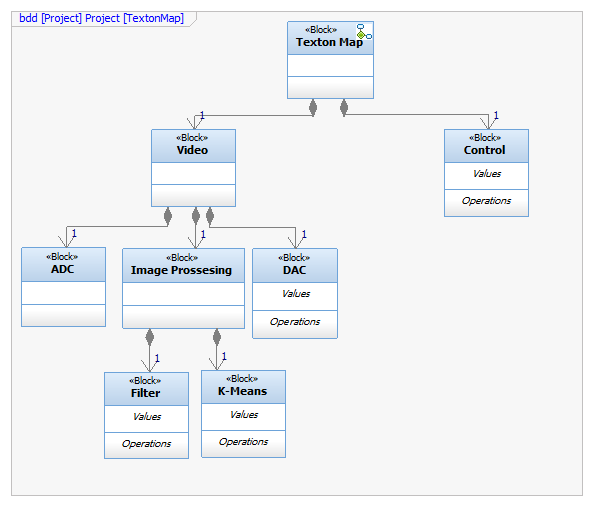 bdd [Project] Project [TextonMap]
«Block»
Texton Map
1
1
«Block»
Video
«Block»
Control
Values
Operations
1
1
1
«Block»
ADC
«Block»
Image Prossesing
«Block»
DAC
Values
Operations
1
1
«Block»
Filter
Values
Operations
«Block»
K-Means
Values
Operations